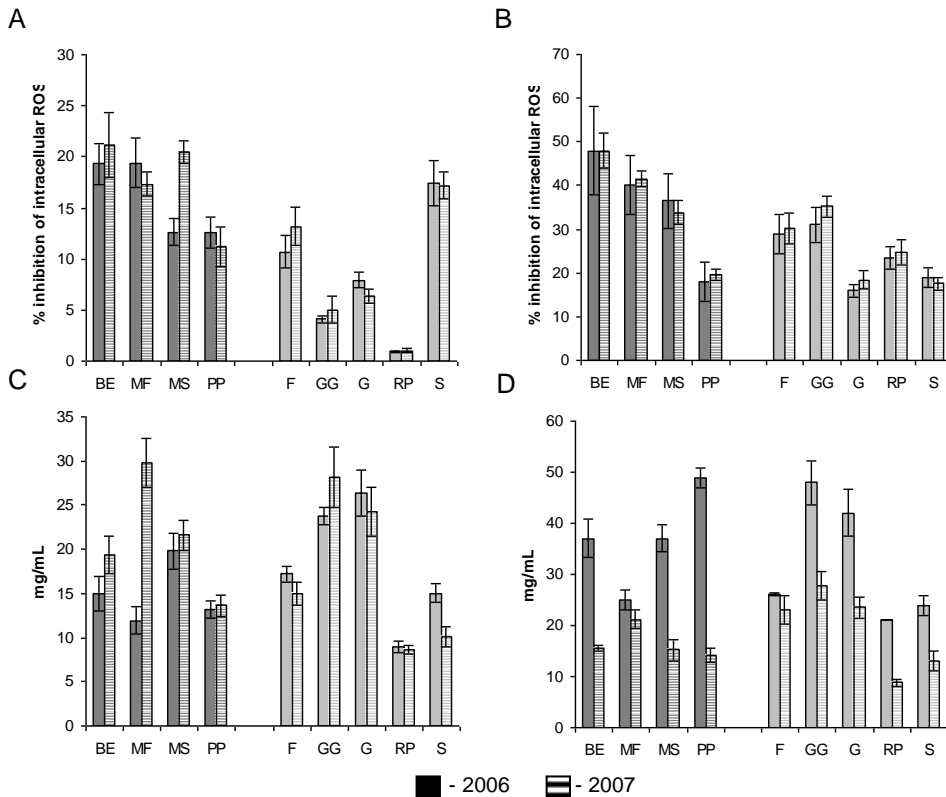 A
% inhibition of intracellular ROS
30
25
20
15
10
5
0
BE MF MS PP F GG G RP S
B
% inhibition of intracellular ROS
70
60
50
40
30
20
10
0
BE MF MS PP F GG G RP S
C
mg/mL
35
30
25
20
15
10
5
0
BE MF MS PP F GG G RP S
D
mg/mL
60
50
40
30
20
10
0
BE MF MS PP F GG G RP S
- 2006 - 2007